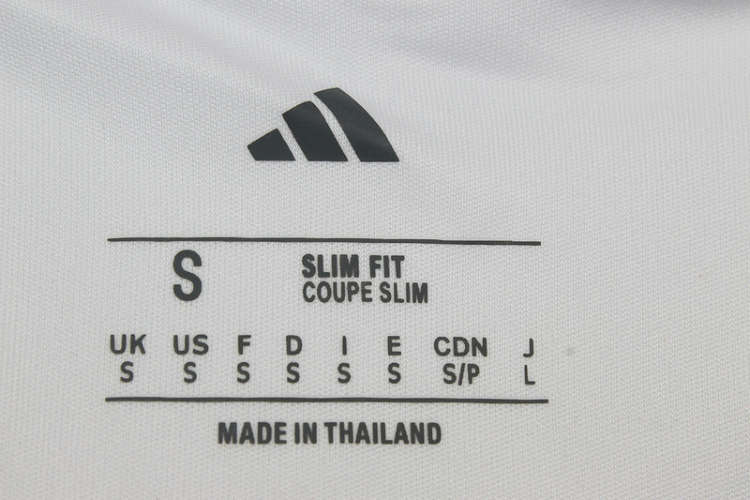 S
SLIM FIT
COUPE SLIM
UK US F D I E CDN J
S S S S S S S/P L
MADE IN THAILAND